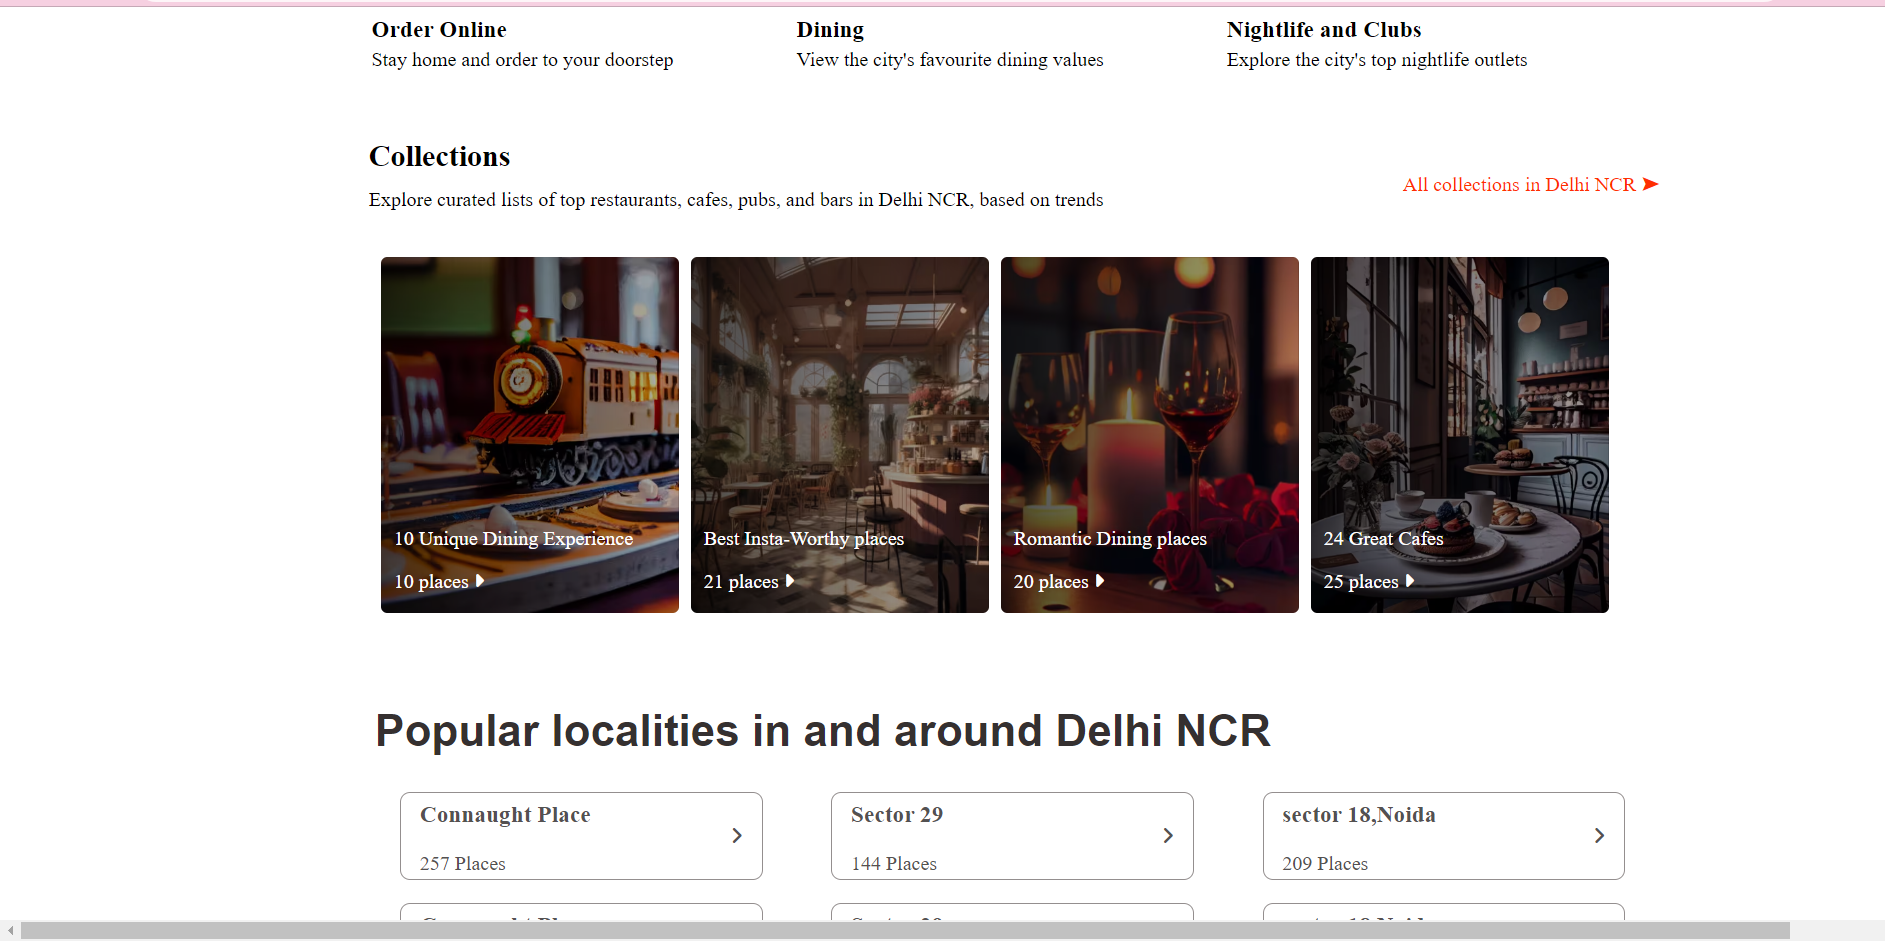 Order Online
Stay home and order to your doorstep
Dining
View the city's favourite dining values
Nightlife and Clubs
Explore the city's top nightlife outlets
Collections
Explore curated lists of top restaurants, cafes, pubs, and bars in Delhi NCR, based on trends
All collections in Delhi NCR ➤
10 Unique Dining Experience
10 places
Best Insta-Worthy places
21 places
Romantic Dining places
20 places
24 Great Cafes
25 places
Popular localities in and around Delhi NCR
Connaught Place
257 Places
Sector 29
144 Places
sector 18,Noida
209 Places